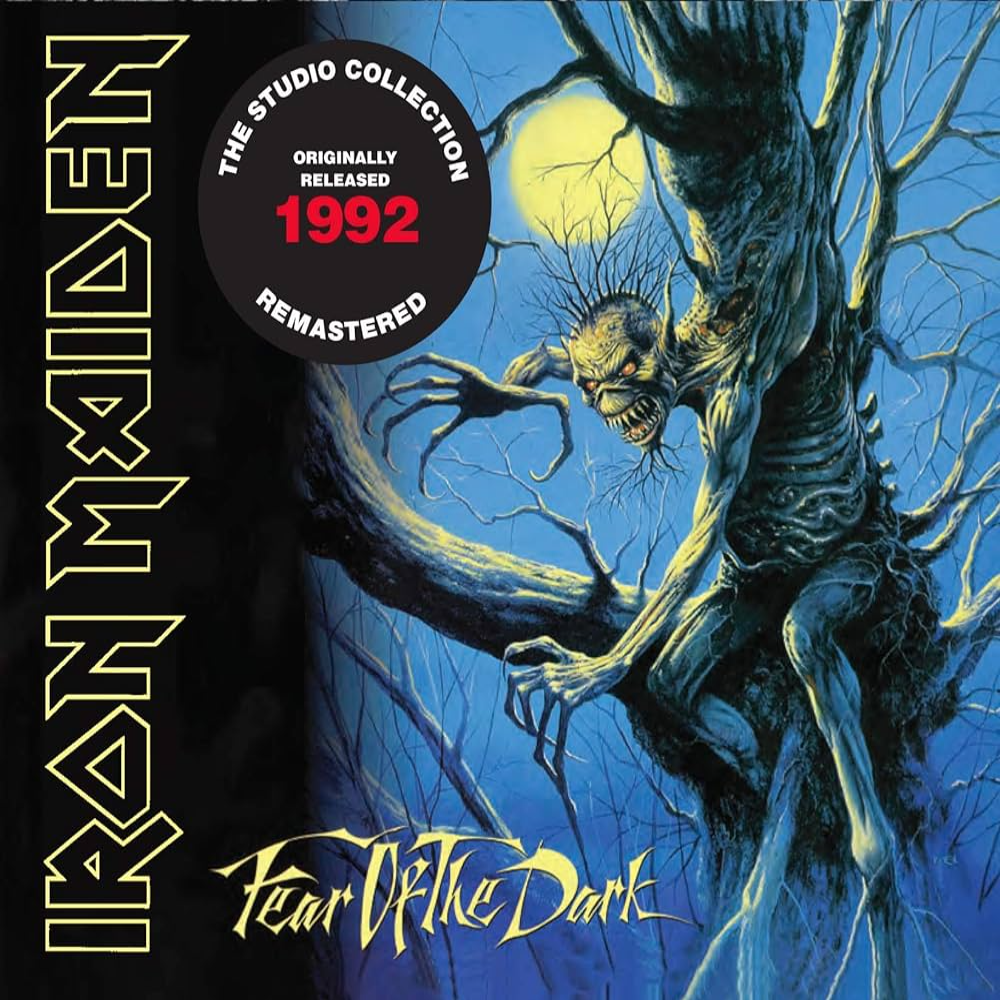 IRON MAIDEN
THE STUDIO COLLECTION
ORIGINALLY
RELEASED
1992
REMASTERED
Fear Of The Dark